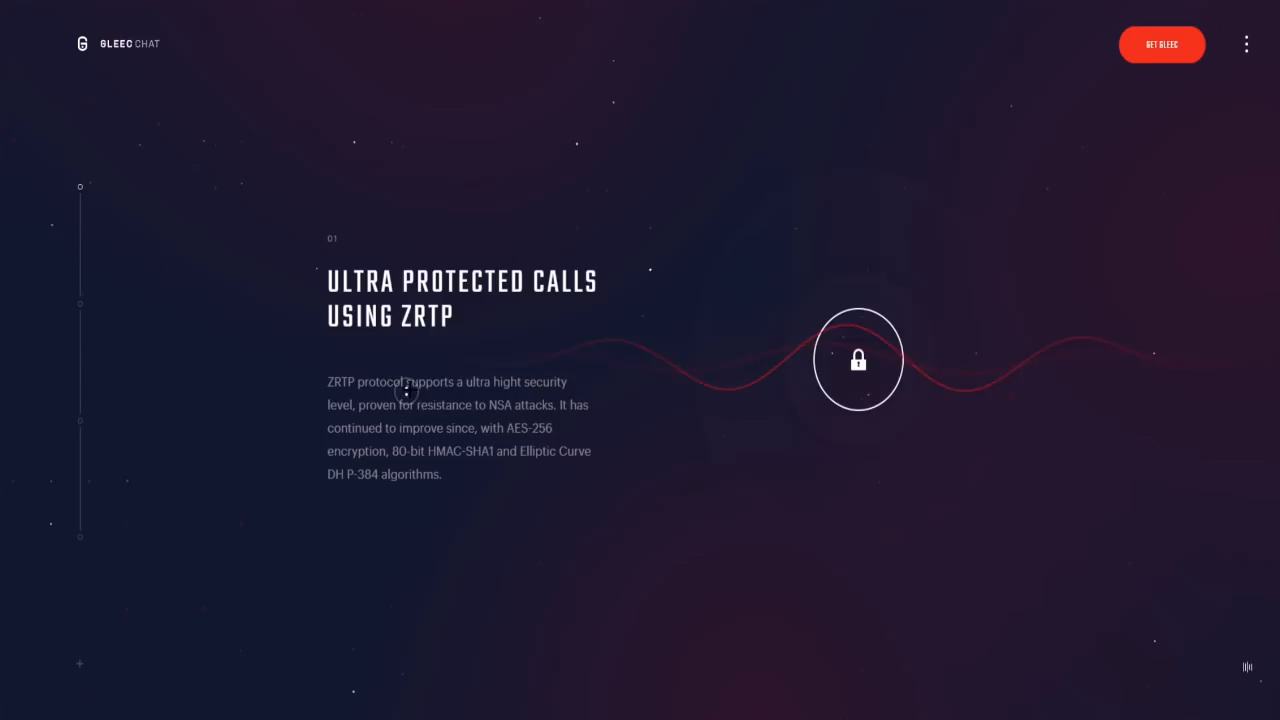 GLEEC CHAT
GET GLEEC
01
ULTRA PROTECTED CALLS
USING ZRTP
ZRTP protocol supports a ultra hight security
level, proven for resistance to NSA attacks. It has
continued to improve since, with AES-256
encryption, 80-bit HMAC-SHA1 and Elliptic Curve
DH P-384 algorithms.